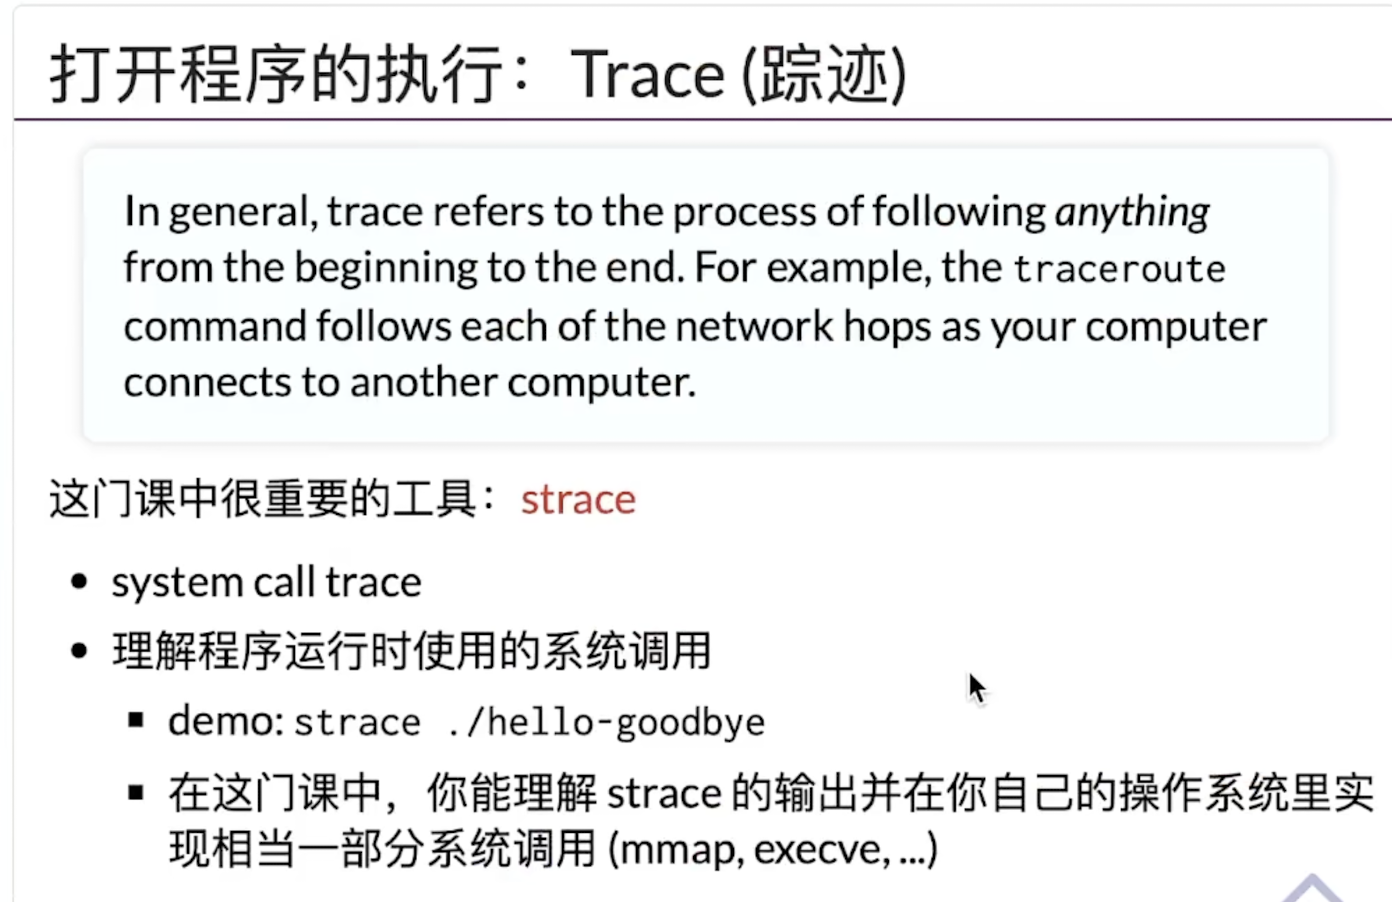 打开程序的执行：Trace (踪迹)
In general, trace refers to the process of following anything
from the beginning to the end. For example, the traceroute
command follows each of the network hops as your computer
connects to another computer.
这门课中很重要的工具：strace
• system call trace
• 理解程序运行时使用的系统调用
▪ demo: strace ./hello-goodbye
▪ 在这门课中，你能理解 strace 的输出并在你自己的操作系统里实
现相当一部分系统调用 (mmap, execve, ...)